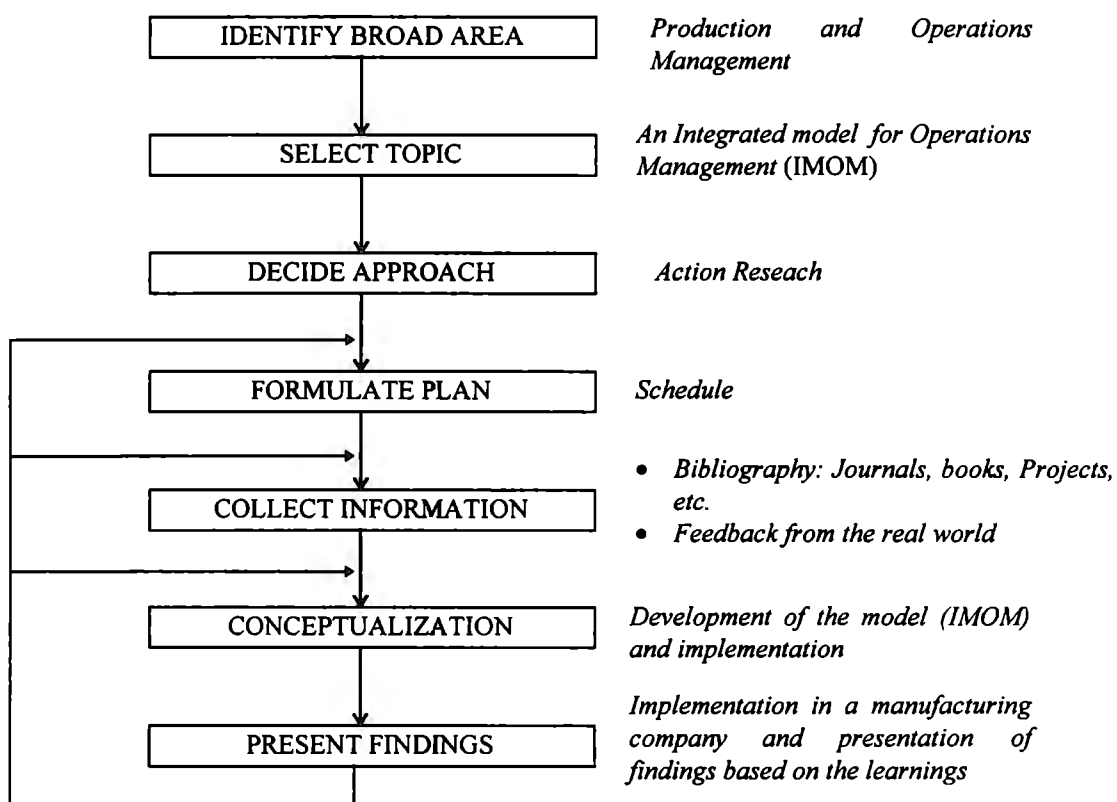 IDENTIFY BROAD AREA
Production and Operations
Management
SELECT TOPIC
An Integrated model for Operations
Management (IMOM)
DECIDE APPROACH
Action Reseach
FORMULATE PLAN
Schedule
COLLECT INFORMATION
• Bibliography: Journals, books, Projects,
etc.
• Feedback from the real world
CONCEPTUALIZATION
Development of the model (IMOM)
and implementation
PRESENT FINDINGS
Implementation in a manufacturing
company and presentation of
findings based on the learnings